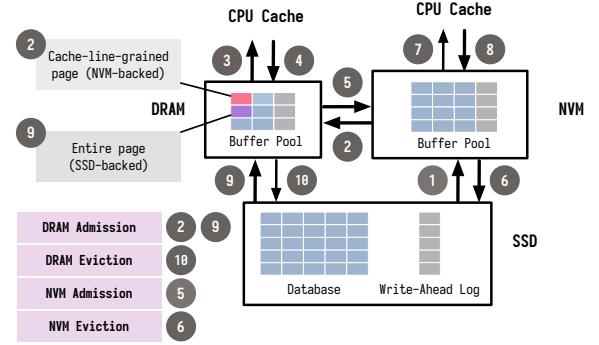 CPU Cache
CPU Cache
2
Cache-line-grained
page (NVM-backed)
3
4
7
8
DRAM
5
NVM
Buffer Pool
Buffer Pool
9
Entire page
(SSD-backed)
2
9
10
1
6
DRAM Admission
2
9
DRAM Eviction
10
NVM Admission
5
NVM Eviction
6
SSD
Database
Write-Ahead Log